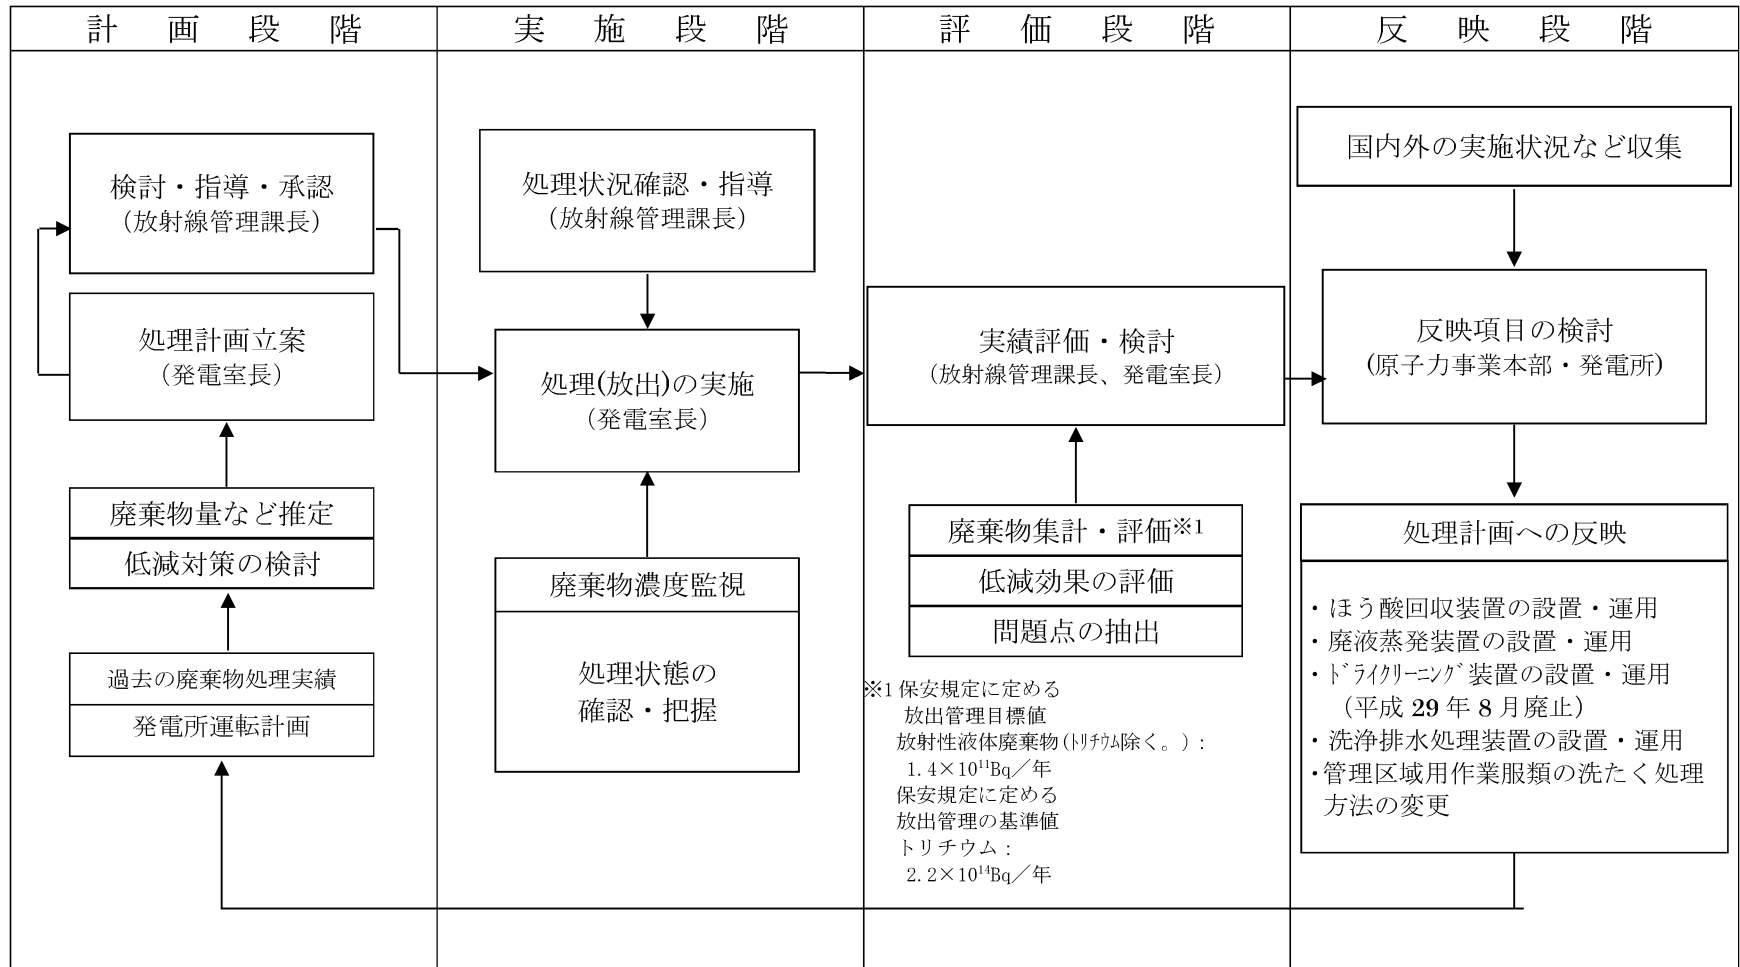 計画段階
実施段階
評価段階
反映段階
検討・指導・承認
（放射線管理課長）
処理計画立案
（発電室長）
廃棄物量など推定
低減対策の検討
過去の廃棄物処理実績
発電所運転計画
処理状況確認・指導
（放射線管理課長）
処理(放出)の実施
（発電室長）
廃棄物濃度監視
処理状態の
確認・把握
実績評価・検討
（放射線管理課長、発電室長）
廃棄物集計・評価※1
低減効果の評価
問題点の抽出
※1 保安規定に定める
放出管理目標値
放射性液体廃棄物(ﾄﾘﾁｳﾑ除く。)：
1.4×10¹¹Bq／年
保安規定に定める
放出管理の基準値
トリチウム：
2.2×10¹⁴Bq／年
国内外の実施状況など収集
反映項目の検討
(原子力事業本部・発電所)
処理計画への反映
・ほう酸回収装置の設置・運用
・廃液蒸発装置の設置・運用
・ﾄﾞﾗｲｸﾘｰﾆﾝｸﾞ装置の設置・運用
（平成 29 年 8 月廃止）
・洗浄排水処理装置の設置・運用
・管理区域用作業服類の洗たく処理
方法の変更